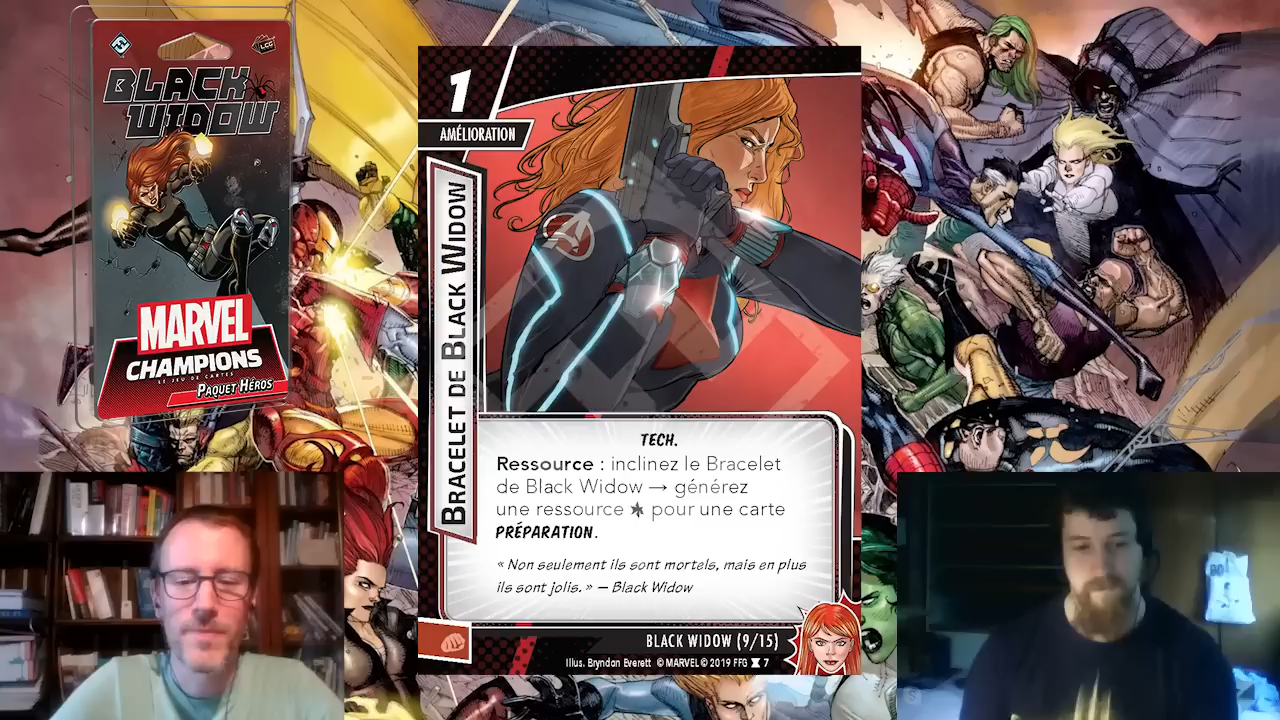 LCG
BLACK
WIDOW
MARVEL
CHAMPIONS
LE JEU DE CARTES
PAQUET HÉROS
1
AMÉLIORATION
BRACELET DE BLACK WIDOW
TECH.
Ressource : inclinez le Bracelet
de Black Widow → générez
une ressource pour une carte
PRÉPARATION.
« Non seulement ils sont mortels, mais en plus
ils sont jolis. » — Black Widow
BLACK WIDOW (9/15)
Illus. Bryndan Everett © MARVEL © 2019 FFG 7